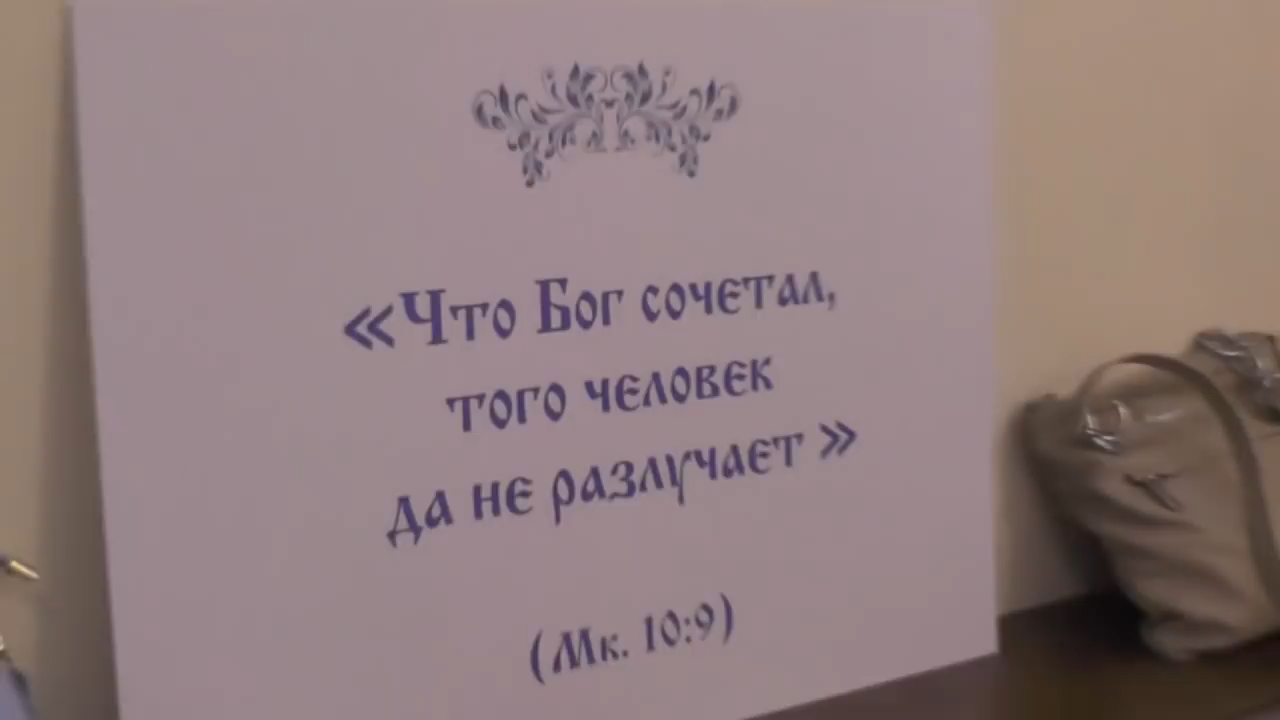 «Что Бог сочетал,
того человек
да не разлучает »
(Мк. 10:9)